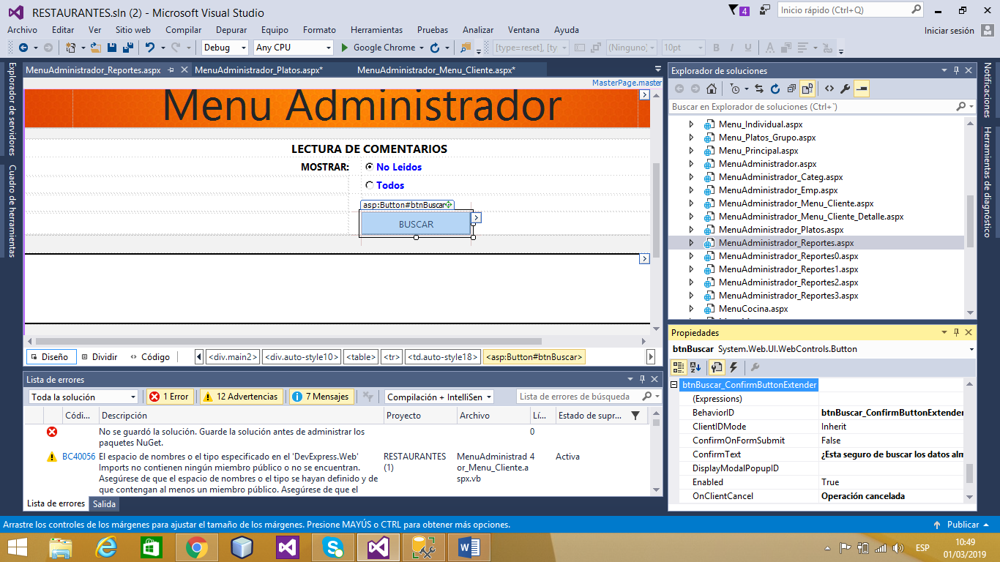 RESTAURANTES.sln (2) - Microsoft Visual Studio
4
Inicio rápido (Ctrl+Q)
Archivo Editar Ver Sitio web Compilar Depurar Equipo Formato Herramientas Pruebas Analizar Ventana Ayuda
Iniciar sesión
Debug Any CPU Google Chrome [type=reset], [ty (Ninguno) 10pt
Explorador de servidores
Cuadro de herramientas
MenuAdministrador_Reportes.aspx MenuAdministrador_Platos.aspx* MenuAdministrador_Menu_Cliente.aspx*
MasterPage.master
Menu Administrador
LECTURA DE COMENTARIOS
MOSTRAR: No Leidos
Todos
asp:Button#btnBuscar
BUSCAR
Diseño Dividir Código <div.main2> <div.auto-style10> <table> <tr> <td.auto-style18> <asp:Button#btnBuscar>
Lista de errores
Toda la solución 1 Error 12 Advertencias 7 Mensajes Compilación + IntelliSen Lista de errores de búsqueda
Códi... Descripción Proyecto Archivo Lí... Estado de supr...
No se guardó la solución. Guarde la solución antes de administrar los 0
paquetes NuGet.
BC40056 El espacio de nombres o el tipo especificado en el 'DevExpress.Web' RESTAURANTES MenuAdministrad 4 Activa
Imports no contienen ningún miembro público o no se encuentran. (1) or_Menu_Cliente.a
Asegúrese de que el espacio de nombres o el tipo se hayan definido y de spx.vb
que contengan al menos un miembro público. Asegúrese de que el
Lista de errores Salida
Explorador de soluciones
Buscar en Explorador de soluciones (Ctrl+¨)
Menu_Individual.aspx
Menu_Platos_Grupo.aspx
Menu_Principal.aspx
MenuAdministrador.aspx
MenuAdministrador_Categ.aspx
MenuAdministrador_Emp.aspx
MenuAdministrador_Menu_Cliente.aspx
MenuAdministrador_Menu_Cliente_Detalle.aspx
MenuAdministrador_Platos.aspx
MenuAdministrador_Reportes.aspx
MenuAdministrador_Reportes0.aspx
MenuAdministrador_Reportes1.aspx
MenuAdministrador_Reportes2.aspx
MenuAdministrador_Reportes3.aspx
MenuCocina.aspx
Propiedades
btnBuscar System.Web.UI.WebControls.Button
btnBuscar_ConfirmButtonExtender
(Expressions)
BehaviorID btnBuscar_ConfirmButtonExtender
ClientIDMode Inherit
ConfirmOnFormSubmit False
ConfirmText ¿Esta seguro de buscar los datos alm
DisplayModalPopupID
Enabled True
OnClientCancel Operación cancelada
Notificaciones
Herramientas de diagnóstico
Arrastre los controles de los márgenes para ajustar el tamaño de los márgenes. Presione MAYÚS o CTRL para obtener más opciones.
Publicar
ESP
10:49
01/03/2019